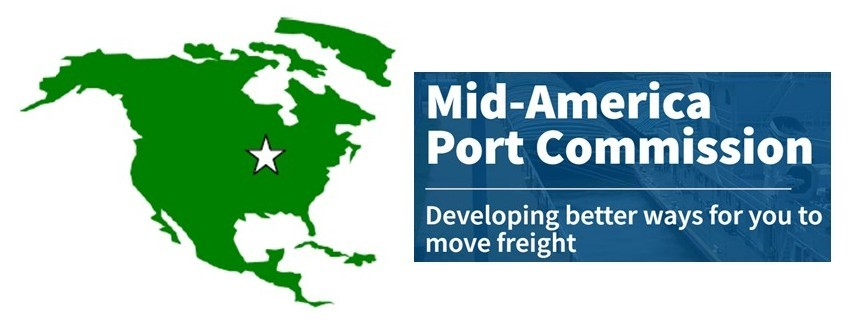 Mid-America
Port Commission
Developing better ways for you to
move freight